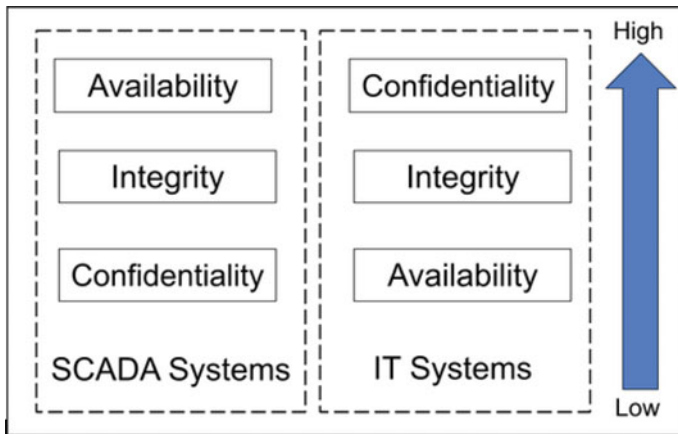 Availability
Integrity
Confidentiality
SCADA Systems
Confidentiality
Integrity
Availability
IT Systems
High
Low